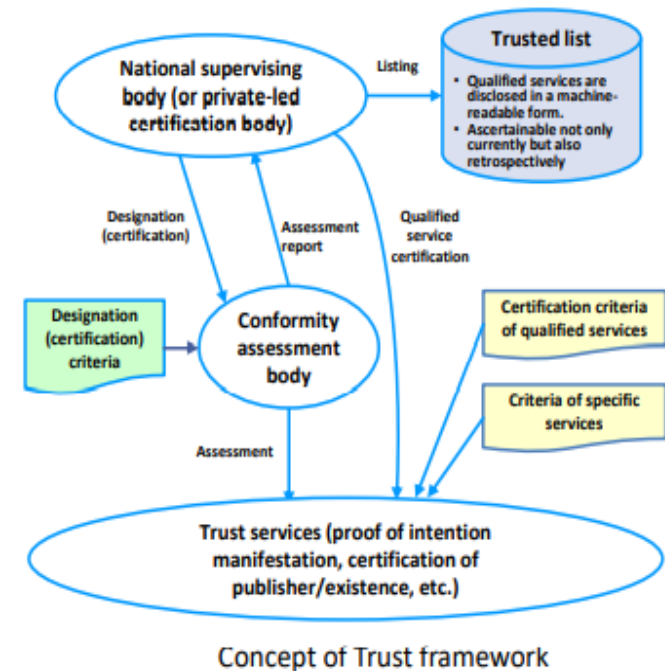 Trusted list
• Qualified services are
disclosed in a machine-
readable form.
• Ascertainable not only
currently but also
retrospectively
National supervising
body (or private-led
certification body)
Listing
Designation
(certification)
Assessment
report
Qualified
service
certification
Designation
(certification)
criteria
Conformity
assessment
body
Certification criteria
of qualified services
Criteria of specific
services
Assessment
Trust services (proof of intention
manifestation, certification of
publisher/existence, etc.)
Concept of Trust framework